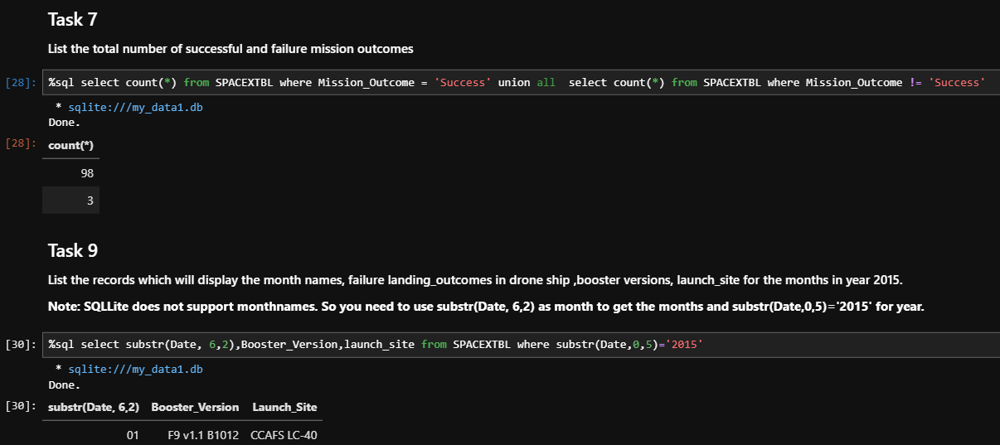 Task 7
List the total number of successful and failure mission outcomes
[28]: %sql select count(*) from SPACEXTBL where Mission_Outcome = 'Success' union all  select count(*) from SPACEXTBL where Mission_Outcome != 'Success'
* sqlite:///my_data1.db
Done.
[28]: count(*)
98
3
Task 9
List the records which will display the month names, failure landing_outcomes in drone ship ,booster versions, launch_site for the months in year 2015.
Note: SQLLite does not support monthnames. So you need to use substr(Date, 6,2) as month to get the months and substr(Date,0,5)='2015' for year.
[30]: %sql select substr(Date, 6,2),Booster_Version,launch_site from SPACEXTBL where substr(Date,0,5)='2015'
* sqlite:///my_data1.db
Done.
[30]: substr(Date, 6,2) Booster_Version Launch_Site
01 F9 v1.1 B1012 CCAFS LC-40